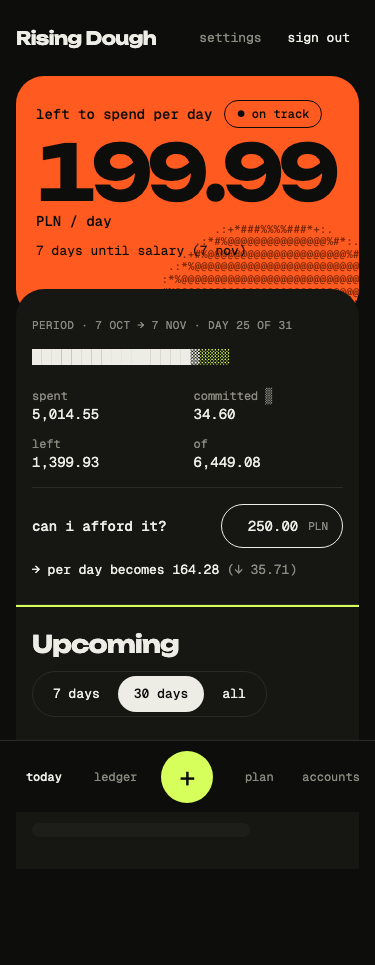 Rising Dough
settings sign out
left to spend per day ● on track
199.99
PLN / day
7 days until salary (7 nov)
PERIOD · 7 OCT → 7 NOV · DAY 25 OF 31
spent committed ▒
5,014.55 34.60
left of
1,399.93 6,449.08
can i afford it? 250.00 PLN
→ per day becomes 164.28 (↓ 35.71)
Upcoming
7 days 30 days all
today ledger + plan accounts